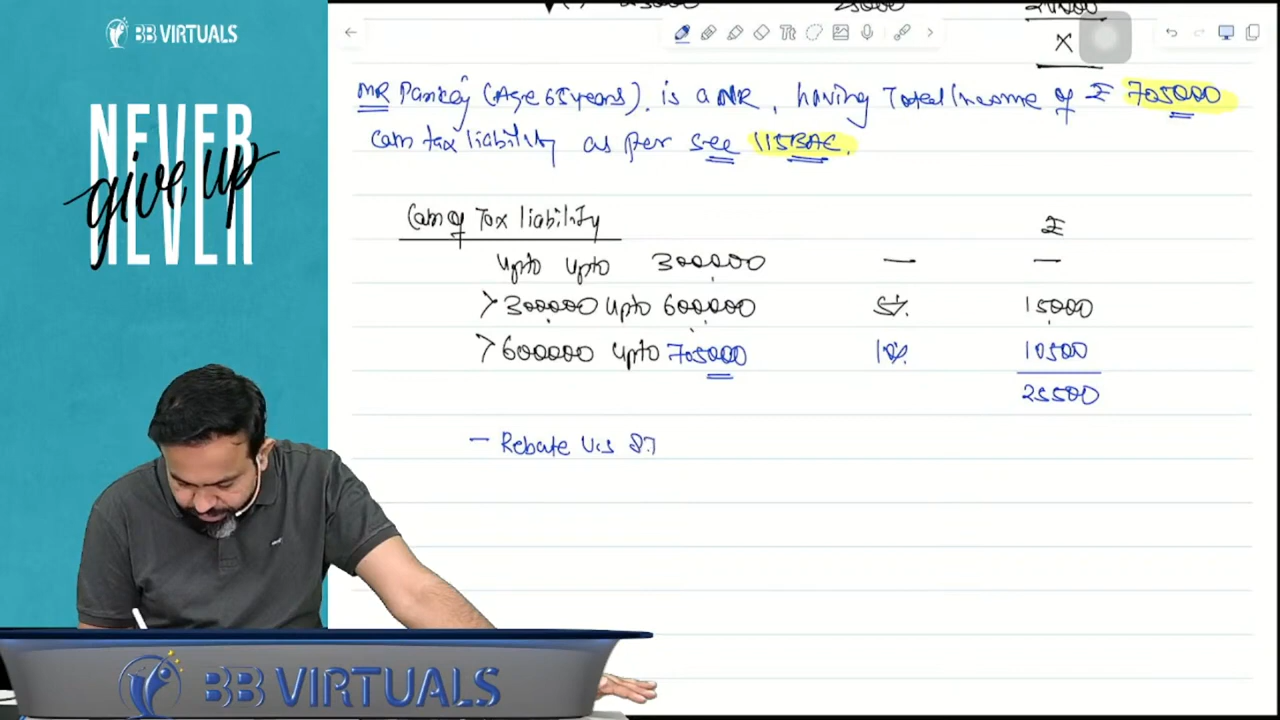 BB VIRTUALS
NEVER
give up
NEVER
X
MR Pankaj (Age 65 years). is a NR, having Total Income of ₹ 705000
Com tax liability as per sec 115BAC.
Com of Tax liability ₹
upto upto 300000 — —
> 300000 upto 600000 5% 15000
> 600000 upto 705000 10% 10500
25500
- Rebate U/s 87
BB VIRTUALS